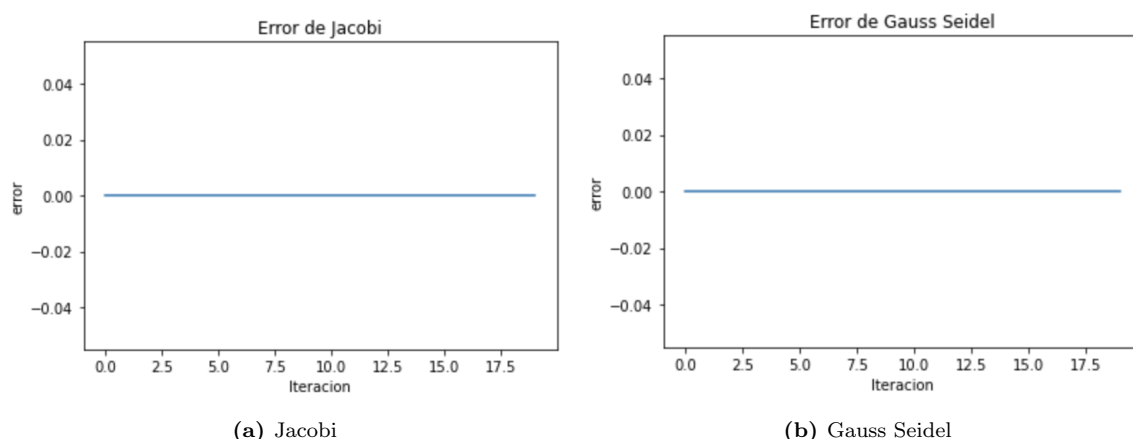 Error de Jacobi
error
0.04
0.02
0.00
−0.02
−0.04
0.0 2.5 5.0 7.5 10.0 12.5 15.0 17.5
Iteracion
(a) Jacobi
Error de Gauss Seidel
error
0.04
0.02
0.00
−0.02
−0.04
0.0 2.5 5.0 7.5 10.0 12.5 15.0 17.5
Iteracion
(b) Gauss Seidel